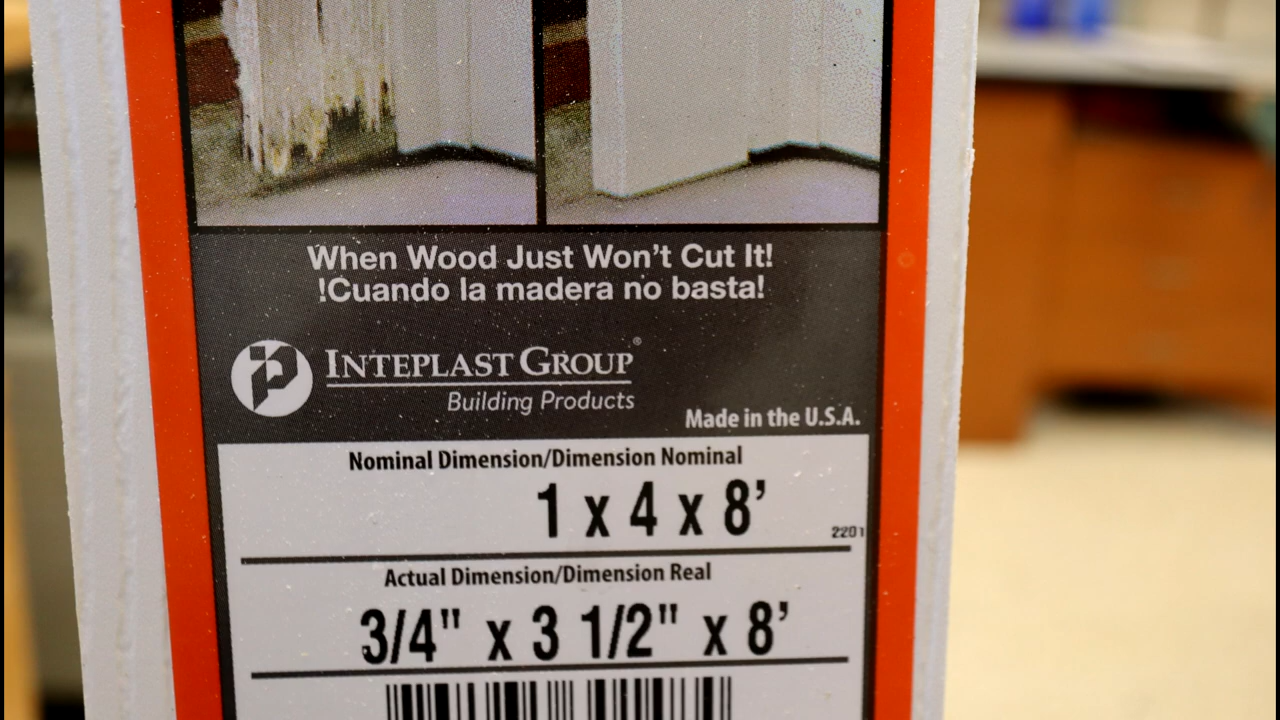 When Wood Just Won't Cut It!
!Cuando la madera no basta!
INTEPLAST GROUP®
Building Products
Made in the U.S.A.
Nominal Dimension/Dimension Nominal
1 x 4 x 8’
2201
Actual Dimension/Dimension Real
3/4" x 3 1/2" x 8’